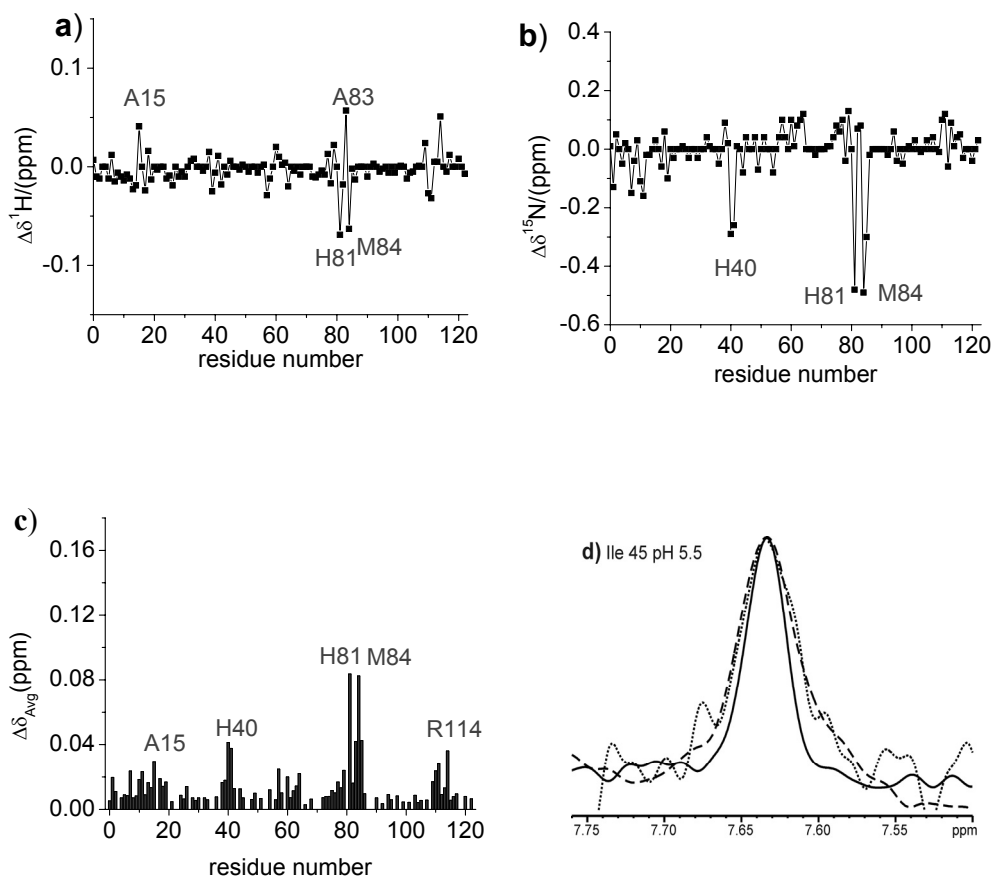 a)
0.1
0.0
-0.1
Δδ¹H/(ppm)
A15
A83
H81 M84
0 20 40 60 80 100 120
residue number
b)
0.4
0.2
0.0
-0.2
-0.4
-0.6
Δδ¹⁵N/(ppm)
H40
H81
M84
0 20 40 60 80 100 120
residue number
c)
0.16
0.12
0.08
0.04
0.00
Δδ_Avg(ppm)
A15
H40
H81 M84
R114
0 20 40 60 80 100 120
residue number
d) Ile 45 pH 5.5
7.75 7.70 7.65 7.60 7.55 ppm